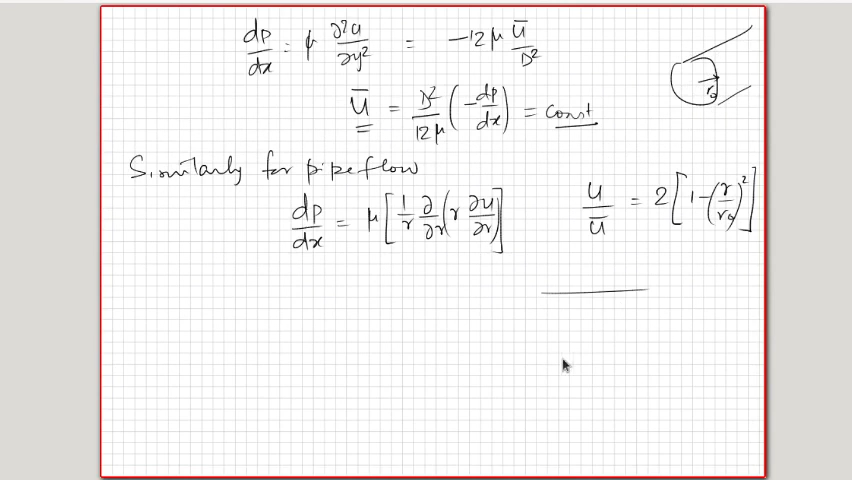 dp/dx = μ ∂²u/∂y² = -12μ ū/D²
r₀
ū = D²/12μ (-dp/dx) = const
Similarly for pipe flow
dp/dx = μ [1/r ∂/∂r (r ∂u/∂r)]
u/ū = 2 [1-(r/r₀)²]